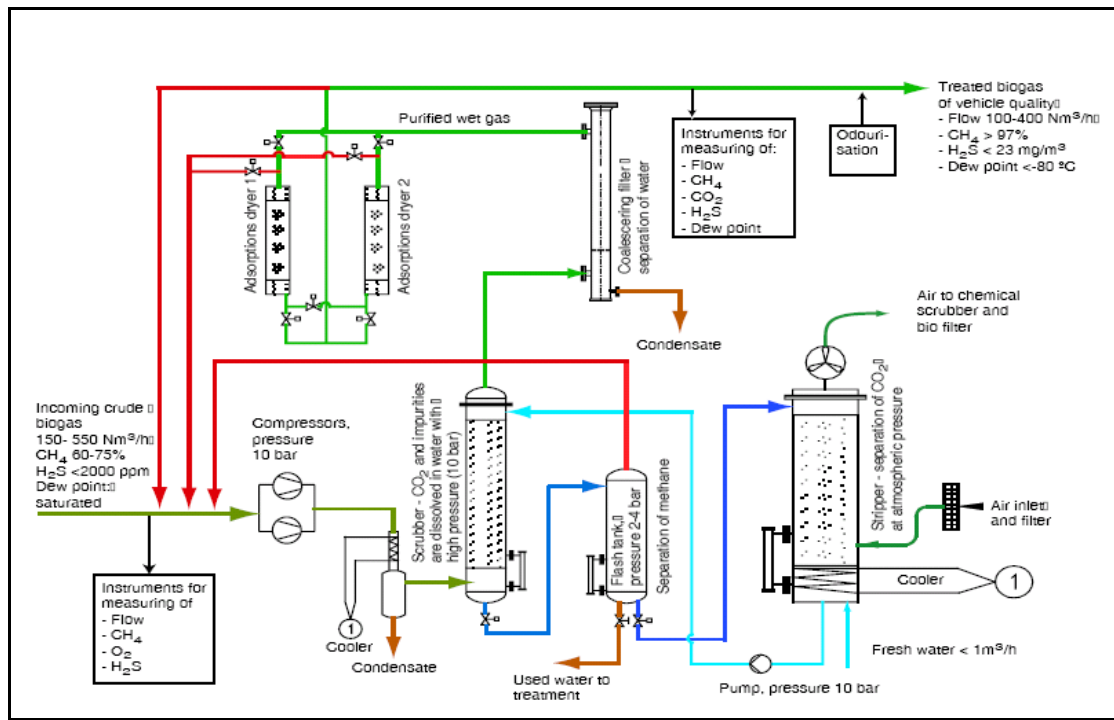 Purified wet gas
Adsorptions dryer 1
Adsorptions dryer 2
Coalescering filter
separation of water
Condensate
Instruments for
measuring of:
- Flow
- CH4
- CO2
- H2S
- Dew point
Odouri-
sation
Treated biogas
of vehicle quality
- Flow 100-400 Nm³/h
- CH4 > 97%
- H2S < 23 mg/m³
- Dew point <-80 ºC
Air to chemical
scrubber and
bio filter
Incoming crude
biogas
150- 550 Nm³/h
CH4 60-75%
H2S <2000 ppm
Dew point:
saturated
Compressors,
pressure
10 bar
Scrubber - CO2 and impurities
are dissolved in water with
high pressure (10 bar)
Flash tank,
pressure 2-4 bar
Separation of methane
Stripper - separation of CO2
at atmospheric pressure
Air inlet
and filter
Cooler
1
Instruments for
measuring of
- Flow
- CH4
- O2
- H2S
1
Cooler
Condensate
Used water to
treatment
Pump, pressure 10 bar
Fresh water < 1m³/h